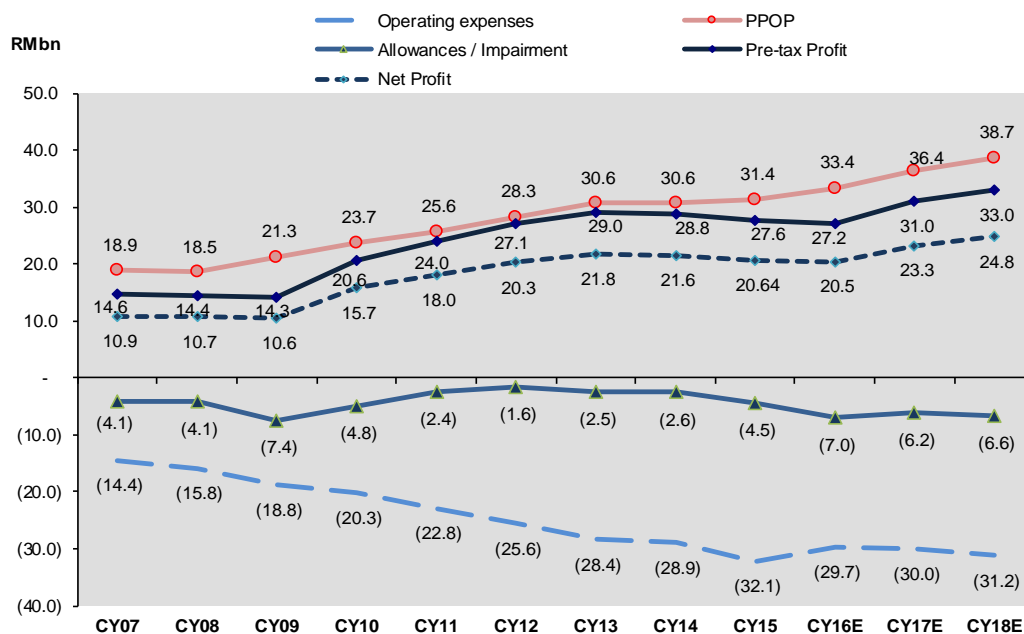 Operating expenses
PPOP
RMbn
Allowances / Impairment
Pre-tax Profit
Net Profit
50.0
40.0
30.0
20.0
10.0
-
(10.0)
(20.0)
(30.0)
(40.0)
18.9 18.5 21.3 23.7 25.6 28.3 30.6 30.6 31.4 33.4 36.4 38.7
14.6 14.4 14.3 20.6 24.0 27.1 29.0 28.8 27.6 27.2 31.0 33.0
10.9 10.7 10.6 15.7 18.0 20.3 21.8 21.6 20.64 20.5 23.3 24.8
(4.1) (4.1) (7.4) (4.8) (2.4) (1.6) (2.5) (2.6) (4.5) (7.0) (6.2) (6.6)
(14.4) (15.8) (18.8) (20.3) (22.8) (25.6) (28.4) (28.9) (32.1) (29.7) (30.0) (31.2)
CY07 CY08 CY09 CY10 CY11 CY12 CY13 CY14 CY15 CY16E CY17E CY18E